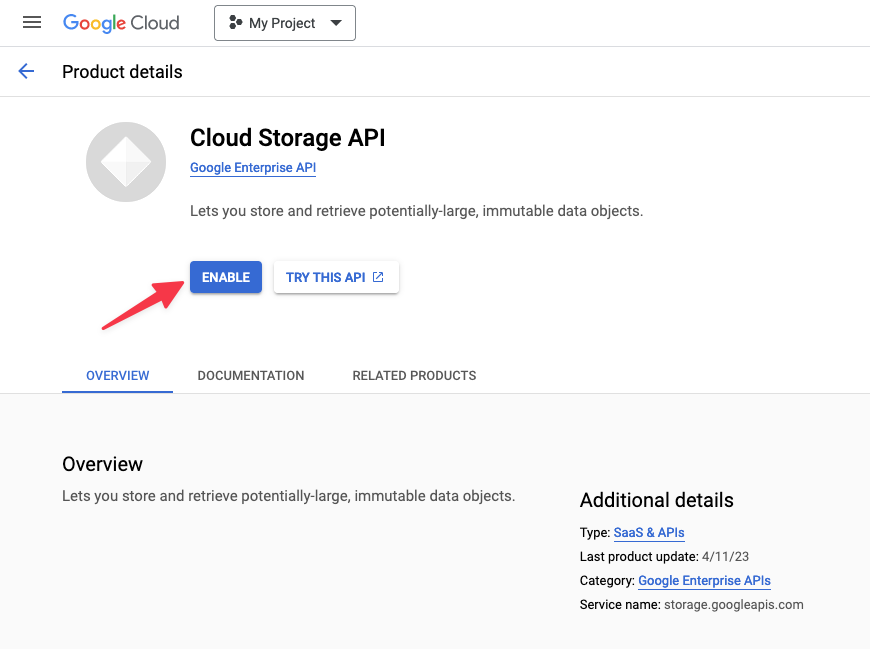 Google Cloud
My Project
Product details
Cloud Storage API
Google Enterprise API
Lets you store and retrieve potentially-large, immutable data objects.
ENABLE
TRY THIS API
OVERVIEW
DOCUMENTATION
RELATED PRODUCTS
Overview
Lets you store and retrieve potentially-large, immutable data objects.
Additional details
Type: SaaS & APIs
Last product update: 4/11/23
Category: Google Enterprise APIs
Service name: storage.googleapis.com